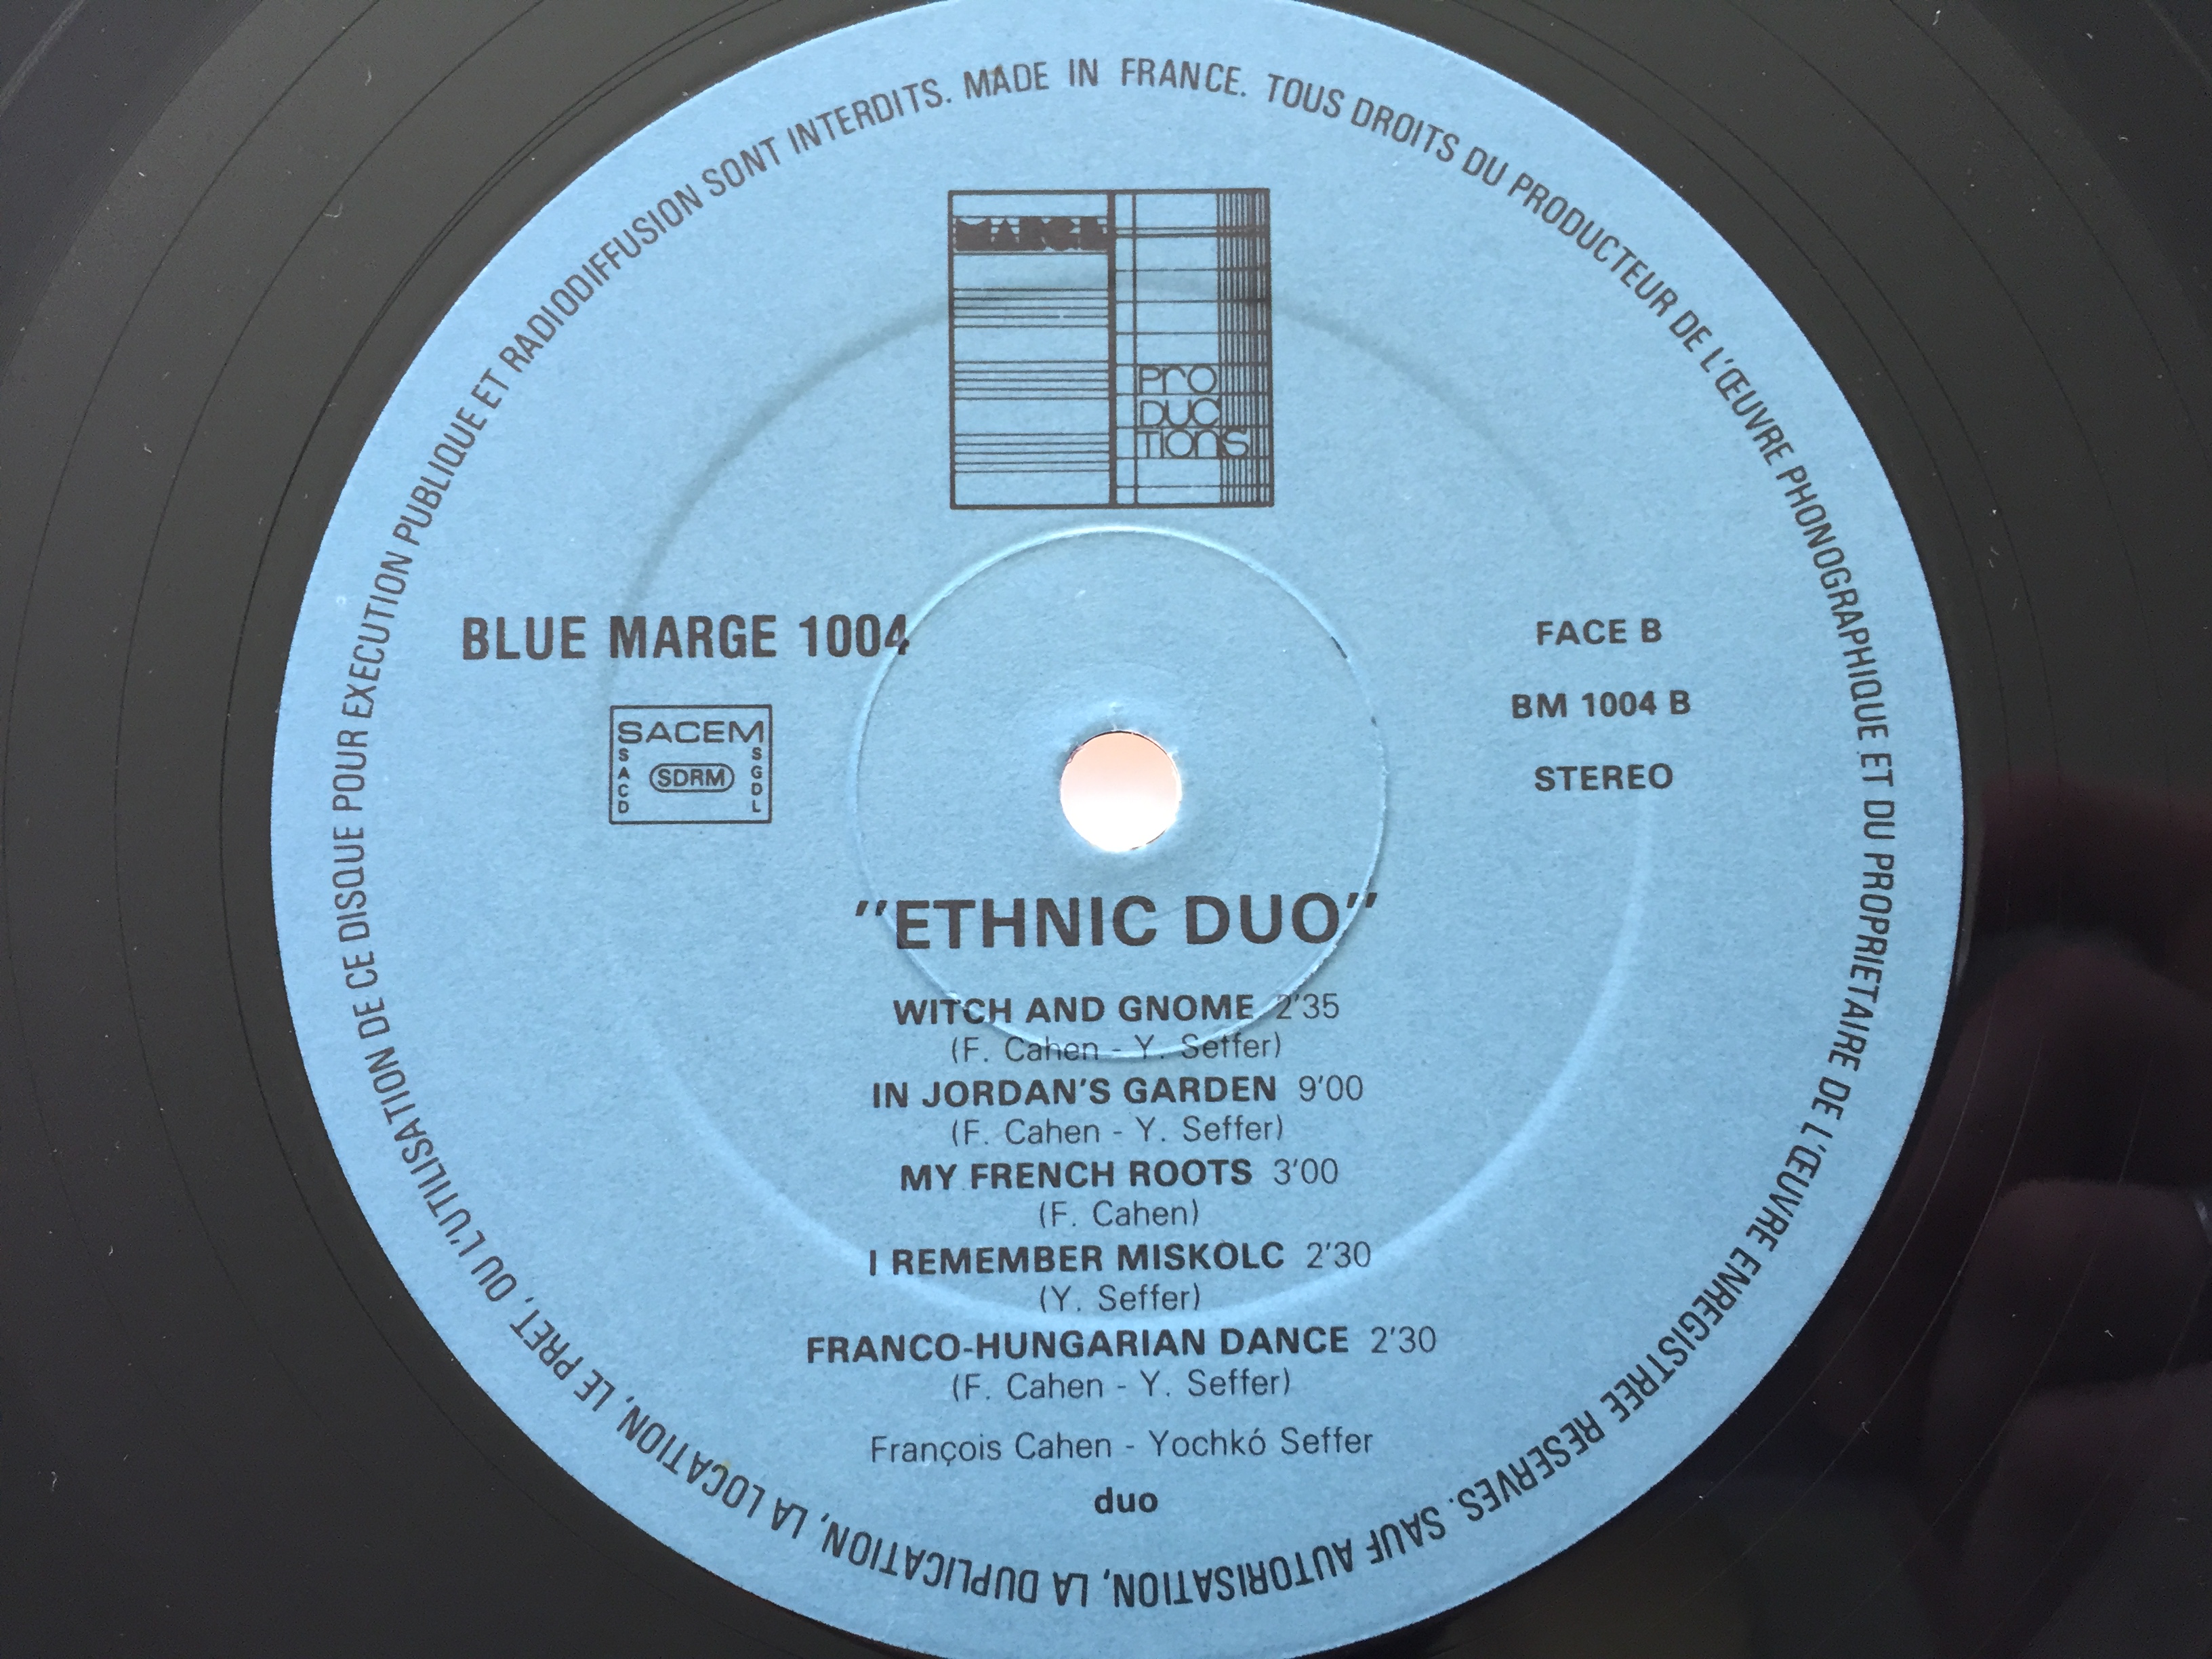 TOUS DROITS DU PRODUCTEUR DE L'ŒUVRE PHONOGRAPHIQUE ET DU PROPRIETAIRE DE L'ŒUVRE ENREGISTREE RESERVES. SAUF AUTORISATION, LA DUPLICATION, LA LOCATION, LE PRET, OU L'UTILISATION DE CE DISQUE POUR EXECUTION PUBLIQUE ET RADIODIFFUSION SONT INTERDITS. MADE IN FRANCE.
MARGE
PRO
DUC
TIONS
BLUE MARGE 1004
SACEM
SACD
SDRM
SGDL
FACE B
BM 1004 B
STEREO
"ETHNIC DUO"
WITCH AND GNOME 2'35
(F. Cahen - Y. Seffer)
IN JORDAN'S GARDEN 9'00
(F. Cahen - Y. Seffer)
MY FRENCH ROOTS 3'00
(F. Cahen)
I REMEMBER MISKOLC 2'30
(Y. Seffer)
FRANCO-HUNGARIAN DANCE 2'30
(F. Cahen - Y. Seffer)
François Cahen - Yochkó Seffer
duo